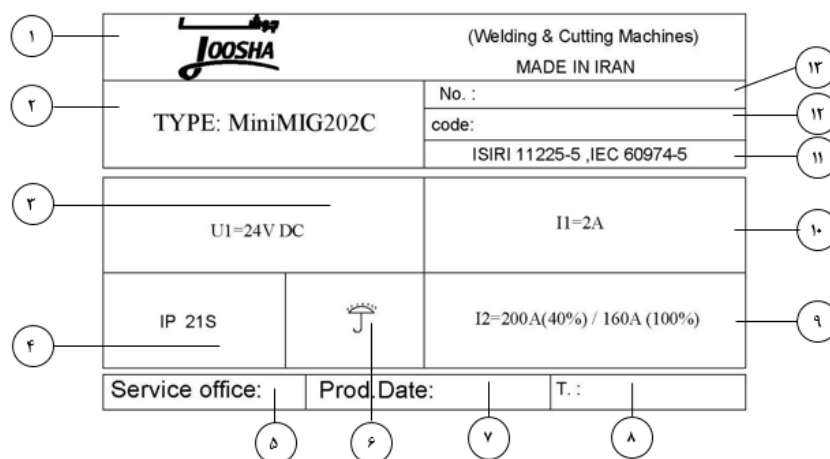 ۱
جوشا
JOOSHA
(Welding & Cutting Machines)
MADE IN IRAN
۱۳
۲
TYPE: MiniMIG202C
No. :
۱۲
code:
۱۱
ISIRI 11225-5 ,IEC 60974-5
۳
U1=24V DC
I1=2A
۱۰
IP 21S
I2=200A(40%) / 160A (100%)
۹
۴
Service office:
Prod.Date:
T. :
۵
۶
۷
۸